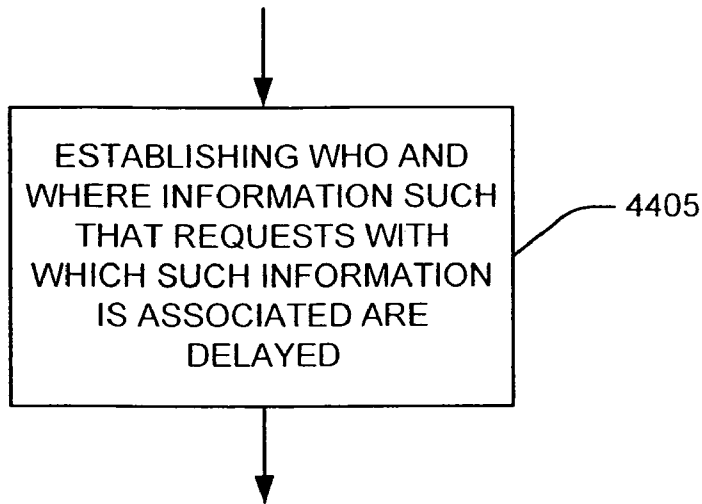 ESTABLISHING WHO AND
WHERE INFORMATION SUCH
THAT REQUESTS WITH
WHICH SUCH INFORMATION
IS ASSOCIATED ARE
DELAYED
4405